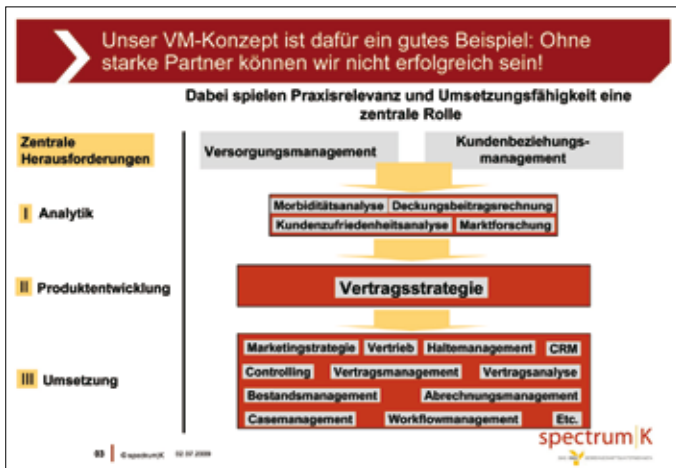 Unser VM-Konzept ist dafür ein gutes Beispiel: Ohne
starke Partner können wir nicht erfolgreich sein!
Dabei spielen Praxisrelevanz und Umsetzungsfähigkeit eine
zentrale Rolle
Zentrale
Herausforderungen
Versorgungsmanagement
Kundenbeziehungs-
management
I Analytik
Morbiditätsanalyse Deckungsbeitragsrechnung
Kundenzufriedenheitsanalyse Marktforschung
II Produktentwicklung
Vertragsstrategie
III Umsetzung
Marketingstrategie Vertrieb Haltemanagement CRM
Controlling Vertragsmanagement Vertragsanalyse
Bestandsmanagement Abrechnungsmanagement
Casemanagement Workflowmanagement Etc.
03 ©spectrum|K 02.07.2009
spectrum|K